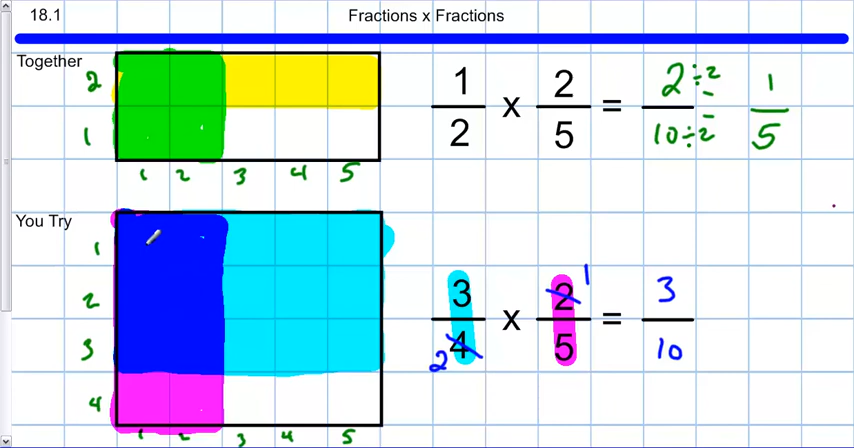 18.1 Fractions x Fractions
Together
2
1
1 2 3 4 5
1/2 x 2/5 = 2÷2/10÷2 = 1/5
You Try
1
2
3
4
1 2 3 4 5
3/4 x 2/5 = 3/10
2 1